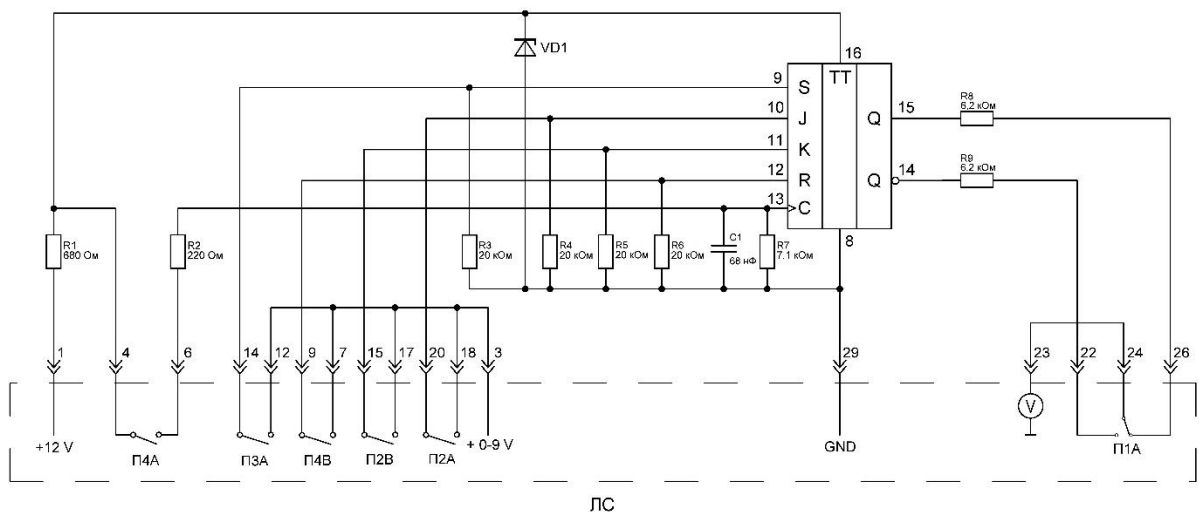 VD1
16
9 S TT
10 J Q 15 R8 6,2 кОм
11 K
12 R Q 14 R9 6,2 кОм
13 C
8
R1 680 Ом
R2 220 Ом
R3 20 кОм
R4 20 кОм
R5 20 кОм
R6 20 кОм
C1 68 нФ
R7 7.1 кОм
1 4 6 14 12 9 7 15 17 20 18 3 29 23 22 24 26
V
+12 V П4А П3А П4В П2В П2А + 0-9 V GND П1А
ЛС